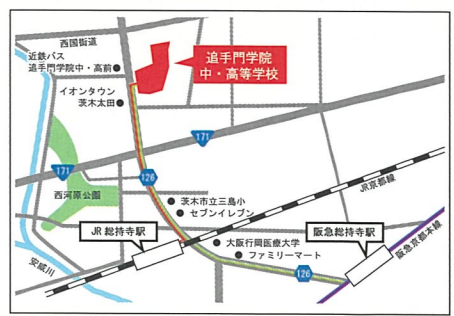 西国街道
近鉄バス
追手門学院中・高前
追手門学院
中・高等学校
イオンタウン
茨木太田
171
171
126
西河原公園
JR京都線
茨木市立三島小
セブンイレブン
JR総持寺駅
阪急総持寺駅
大阪行岡医療大学
ファミリーマート
阪急京都本線
安威川
126